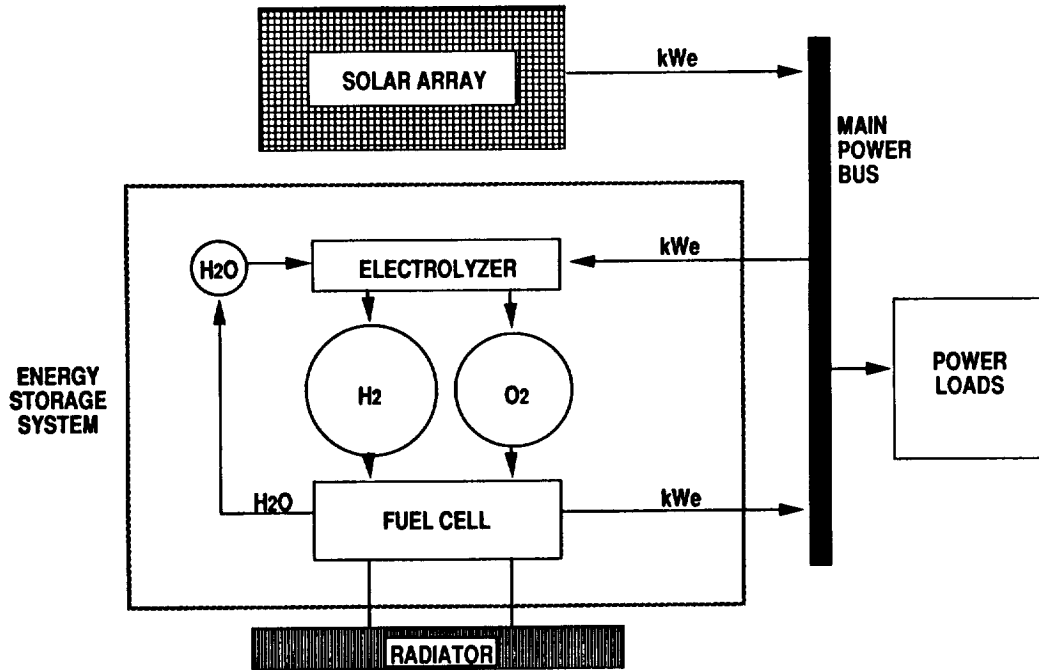 SOLAR ARRAY
kWe
MAIN
POWER
BUS
H2O
ELECTROLYZER
kWe
ENERGY
STORAGE
SYSTEM
H2
O2
POWER
LOADS
H2O
FUEL CELL
kWe
RADIATOR